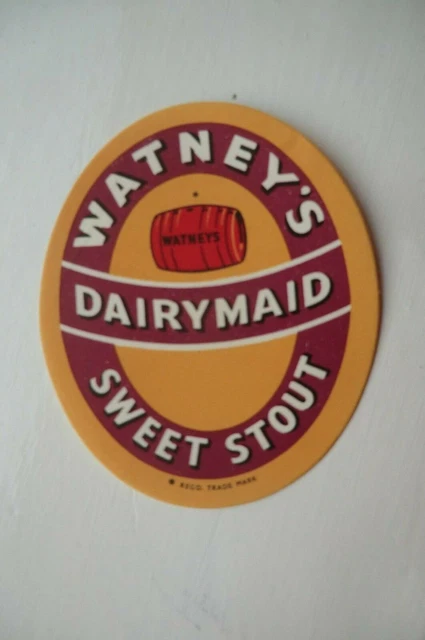 WATNEY'S
WATNEYS
DAIRYMAID
SWEET STOUT
REGD. TRADE MARK